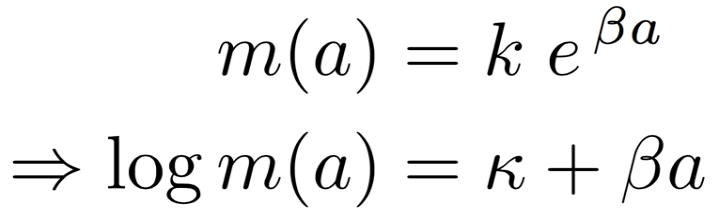 m(a) = k e^{βa}
⇒ log m(a) = κ + βa